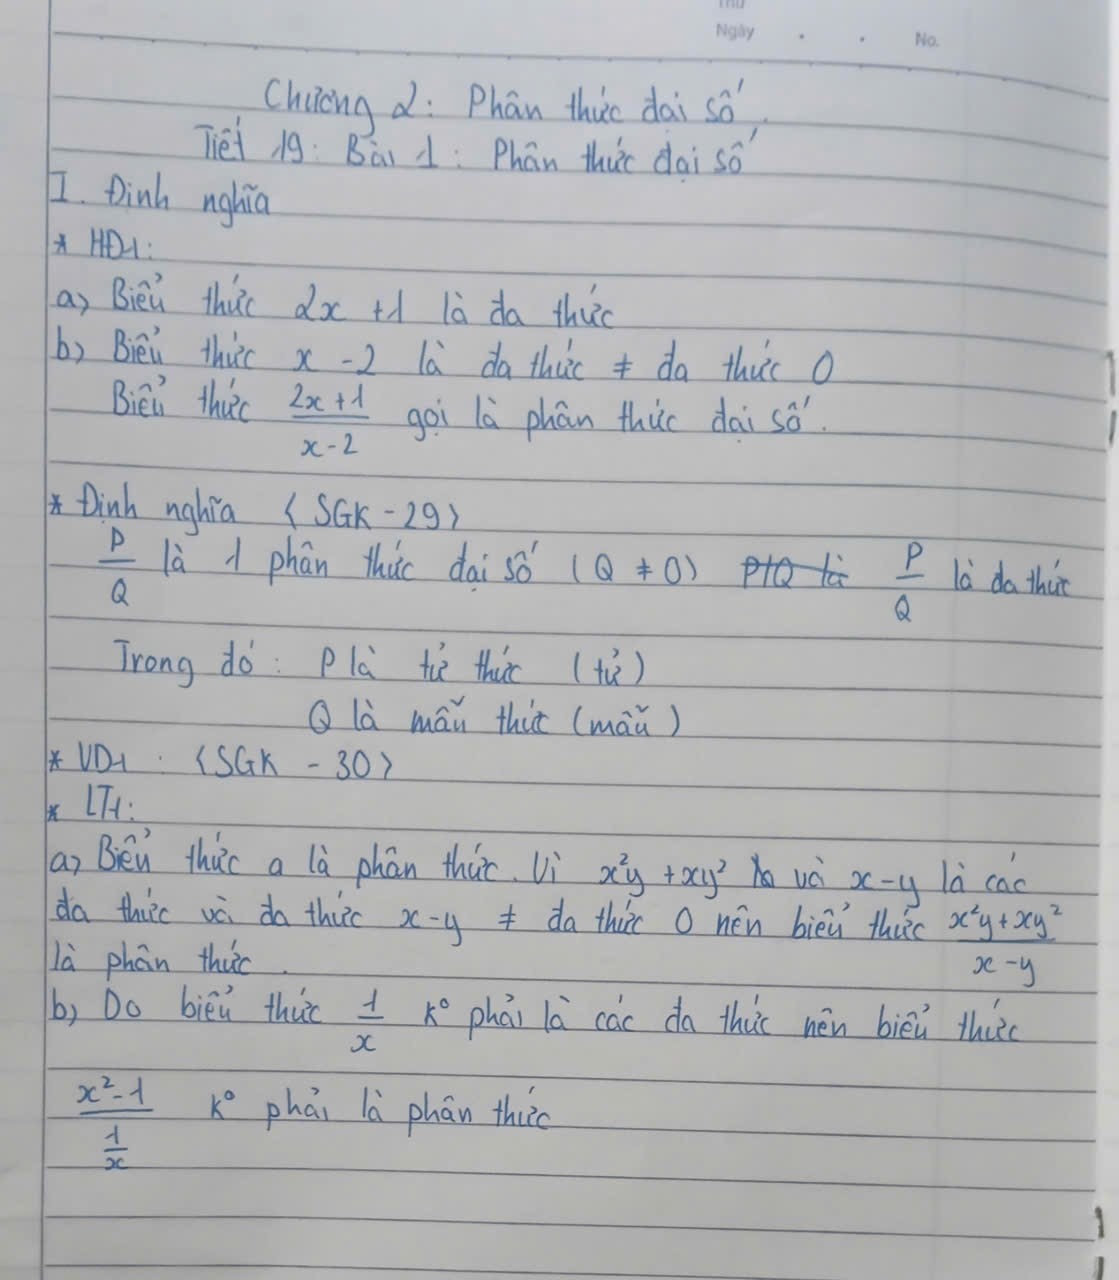 Thứ
Ngày . . No.
Chương 2: Phân thức đại số.
Tiết 19: Bài 1: Phân thức đại số
I. Định nghĩa
* HĐ1:
a) Biểu thức 2x +1 là đa thức
b) Biểu thức x - 2 là đa thức ≠ đa thức 0
Biểu thức (2x+1)/(x-2) gọi là phân thức đại số.
* Định nghĩa <SGK - 29>
P/Q là 1 phân thức đại số (Q ≠ 0) P/Q là P/Q là đa thức
Trong đó: P là tử thức (tử)
Q là mẫu thức (mẫu)
* VD1: <SGK - 30>
* LT1:
a) Biểu thức a là phân thức. Vì x²y + xy² và x-y là các
đa thức và đa thức x-y ≠ đa thức 0 nên biểu thức (x²y+xy²)/(x-y)
là phân thức.
b) Do biểu thức 1/x k° phải là các đa thức nên biểu thức
(x²-1)/(1/x) k° phải là phân thức